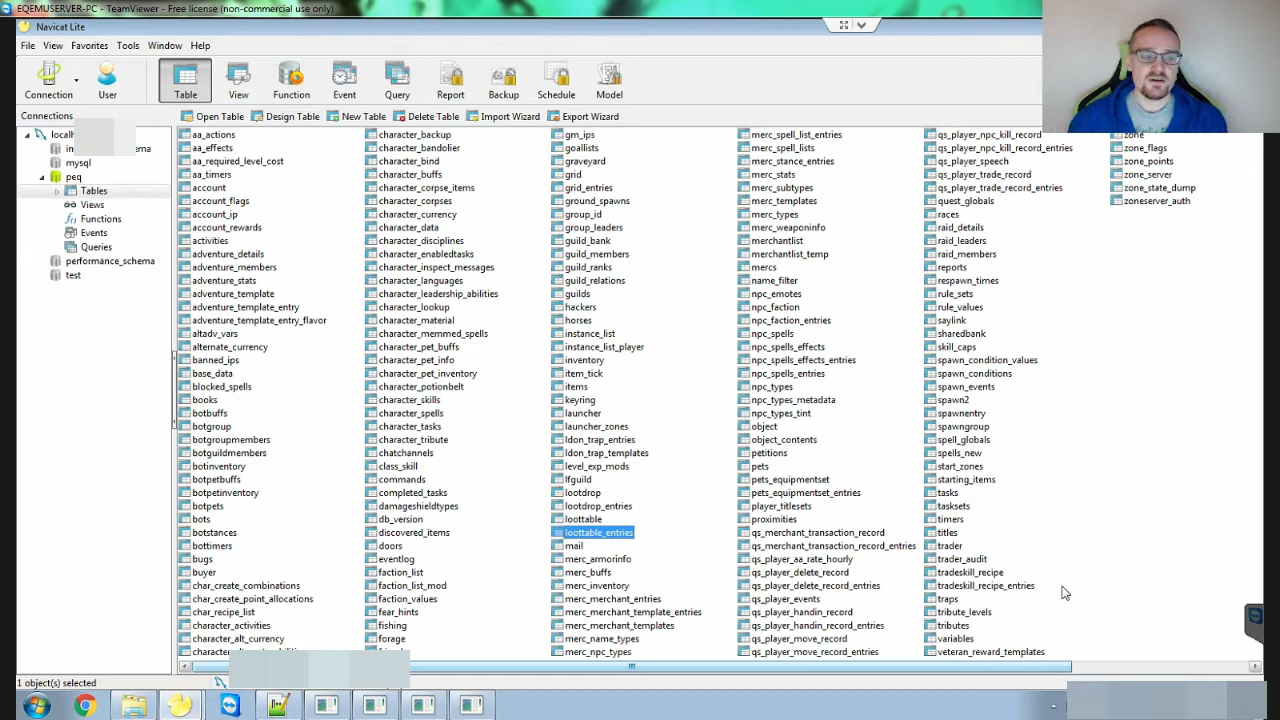 EQEMUSERVER-PC - TeamViewer - Free license (non-commercial use only)
Navicat Lite
File View Favorites Tools Window Help
Connection User Table View Function Event Query Report Backup Schedule Model
Connections
Open Table Design Table New Table Delete Table Import Wizard Export Wizard
mysql
peq
Tables
Views
Functions
Events
Queries
performance_schema
test
aa_actions
aa_effects
aa_required_level_cost
aa_timers
account
account_flags
account_ip
account_rewards
activities
adventure_details
adventure_members
adventure_stats
adventure_template
adventure_template_entry
adventure_template_entry_flavor
altadv_vars
alternate_currency
banned_ips
base_data
blocked_spells
books
botbuffs
botgroup
botgroupmembers
botguildmembers
botinventory
botpetbuffs
botpetinventory
botpets
bots
botstances
bottimers
bugs
buyer
char_create_combinations
char_create_point_allocations
char_recipe_list
character_activities
character_alt_currency
character_backup
character_bandolier
character_bind
character_buffs
character_corpse_items
character_corpses
character_currency
character_data
character_disciplines
character_enabledtasks
character_inspect_messages
character_languages
character_leadership_abilities
character_lookup
character_material
character_memmed_spells
character_pet_buffs
character_pet_info
character_pet_inventory
character_potionbelt
character_skills
character_spells
character_tasks
character_tribute
chatchannels
class_skill
commands
completed_tasks
damageshieldtypes
db_version
discovered_items
doors
eventlog
faction_list
faction_list_mod
faction_values
fear_hints
fishing
forage
gm_ips
goallists
graveyard
grid
grid_entries
ground_spawns
group_id
group_leaders
guild_bank
guild_members
guild_ranks
guild_relations
guilds
hackers
horses
instance_list
instance_list_player
inventory
item_tick
items
keyring
launcher
launcher_zones
ldon_trap_entries
ldon_trap_templates
level_exp_mods
lfguild
lootdrop
lootdrop_entries
loottable
loottable_entries
mail
merc_armorinfo
merc_buffs
merc_inventory
merc_merchant_entries
merc_merchant_template_entries
merc_merchant_templates
merc_name_types
merc_npc_types
merc_spell_list_entries
merc_spell_lists
merc_stance_entries
merc_stats
merc_subtypes
merc_templates
merc_types
merc_weaponinfo
merchantlist
merchantlist_temp
mercs
name_filter
npc_emotes
npc_faction
npc_faction_entries
npc_spells
npc_spells_effects
npc_spells_effects_entries
npc_spells_entries
npc_types
npc_types_metadata
npc_types_tint
object
object_contents
petitions
pets
pets_equipmentset
pets_equipmentset_entries
player_titlesets
proximities
qs_merchant_transaction_record
qs_merchant_transaction_record_entries
qs_player_aa_rate_hourly
qs_player_delete_record
qs_player_delete_record_entries
qs_player_events
qs_player_handin_record
qs_player_handin_record_entries
qs_player_move_record
qs_player_move_record_entries
qs_player_npc_kill_record
qs_player_npc_kill_record_entries
qs_player_speech
qs_player_trade_record
qs_player_trade_record_entries
quest_globals
races
raid_details
raid_leaders
raid_members
reports
respawn_times
rule_sets
rule_values
saylink
sharedbank
skill_caps
spawn_condition_values
spawn_conditions
spawn_events
spawn2
spawnentry
spawngroup
spell_globals
spells_new
start_zones
starting_items
tasks
tasksets
timers
titles
trader
trader_audit
tradeskill_recipe
tradeskill_recipe_entries
traps
tribute_levels
tributes
variables
veteran_reward_templates
zone
zone_flags
zone_points
zone_server
zone_state_dump
zoneserver_auth
1 object(s) selected